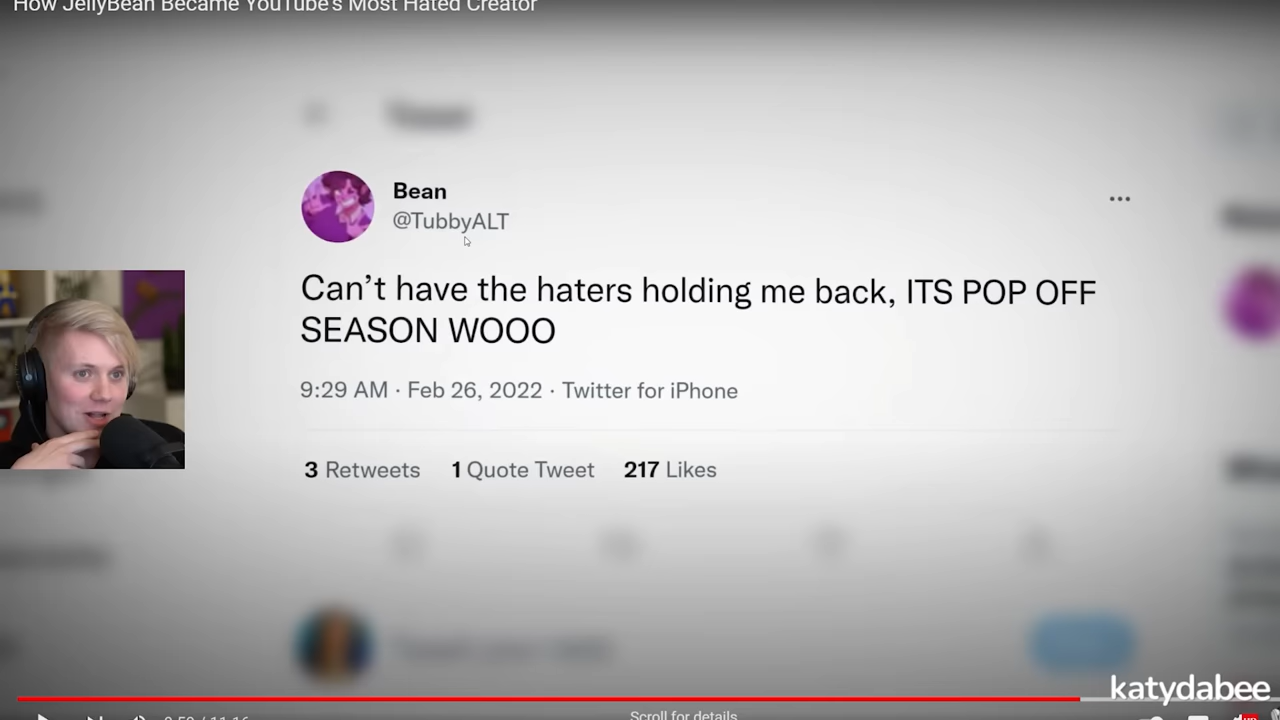 How JellyBean Became YouTube's Most Hated Creator
Bean
@TubbyALT
Can’t have the haters holding me back, ITS POP OFF
SEASON WOOO
9:29 AM · Feb 26, 2022 · Twitter for iPhone
3 Retweets 1 Quote Tweet 217 Likes
katydabee
Scroll for details